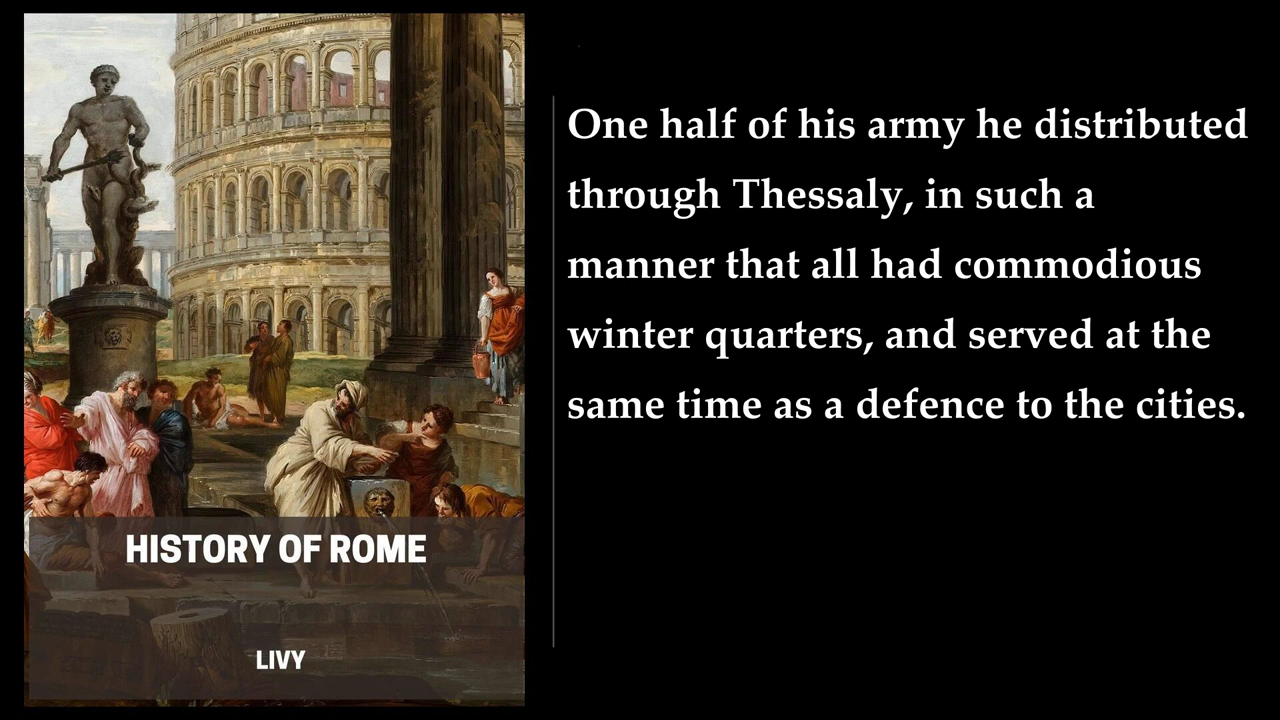 One half of his army he distributed
through Thessaly, in such a
manner that all had commodious
winter quarters, and served at the
same time as a defence to the cities.
HISTORY OF ROME
LIVY